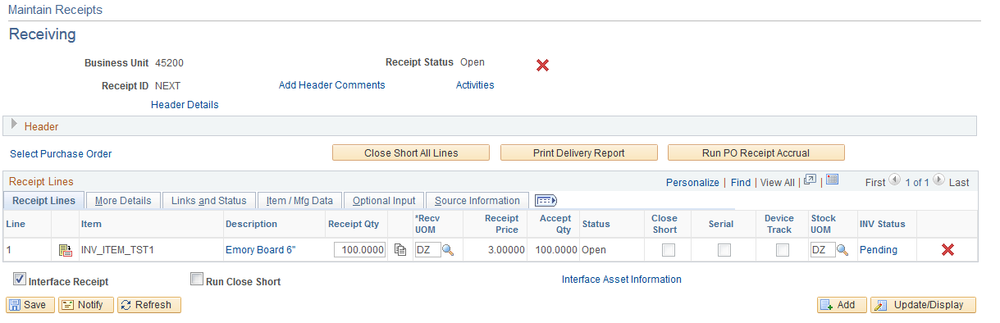 Maintain Receipts
Receiving
Business Unit 45200 Receipt Status Open
Receipt ID NEXT Add Header Comments Activities
Header Details
Header
Select Purchase Order Close Short All Lines Print Delivery Report Run PO Receipt Accrual
Receipt Lines Personalize | Find | View All | | First 1 of 1 Last
Receipt Lines More Details Links and Status Item / Mfg Data Optional Input Source Information
Line Item Description Receipt Qty *Recv UOM Receipt Price Accept Qty Status Close Short Serial Device Track Stock UOM INV Status
1 INV_ITEM_TST1 Emory Board 6" 100.0000 DZ 3.00000 100.0000 Open DZ Pending
Interface Receipt Run Close Short Interface Asset Information
Save Notify Refresh Add Update/Display